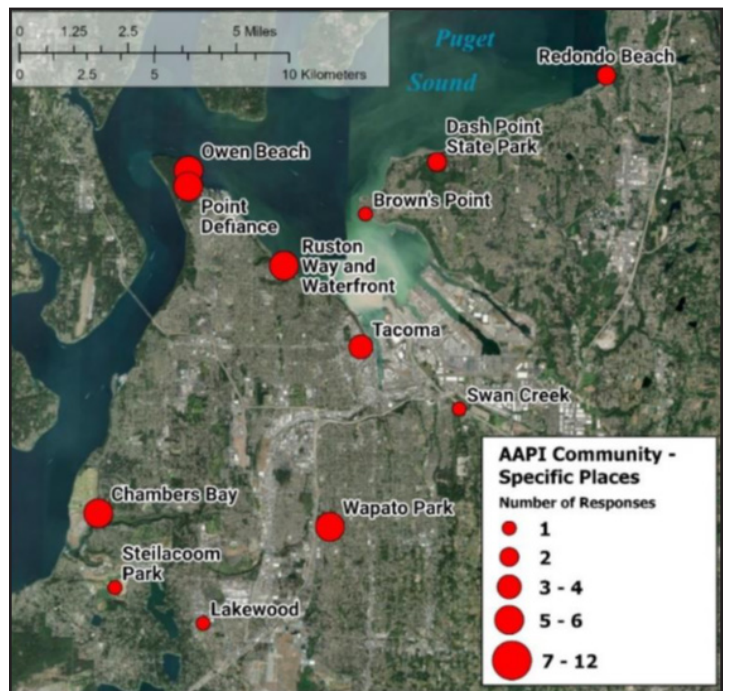 0 1.25 2.5 5 Miles
0 2.5 5 10 Kilometers
Puget
Sound
Redondo Beach
Dash Point
State Park
Owen Beach
Brown's Point
Point
Defiance
Ruston
Way and
Waterfront
Tacoma
Swan Creek
Chambers Bay
Wapato Park
Steilacoom
Park
Lakewood
AAPI Community -
Specific Places
Number of Responses
1
2
3 - 4
5 - 6
7 - 12